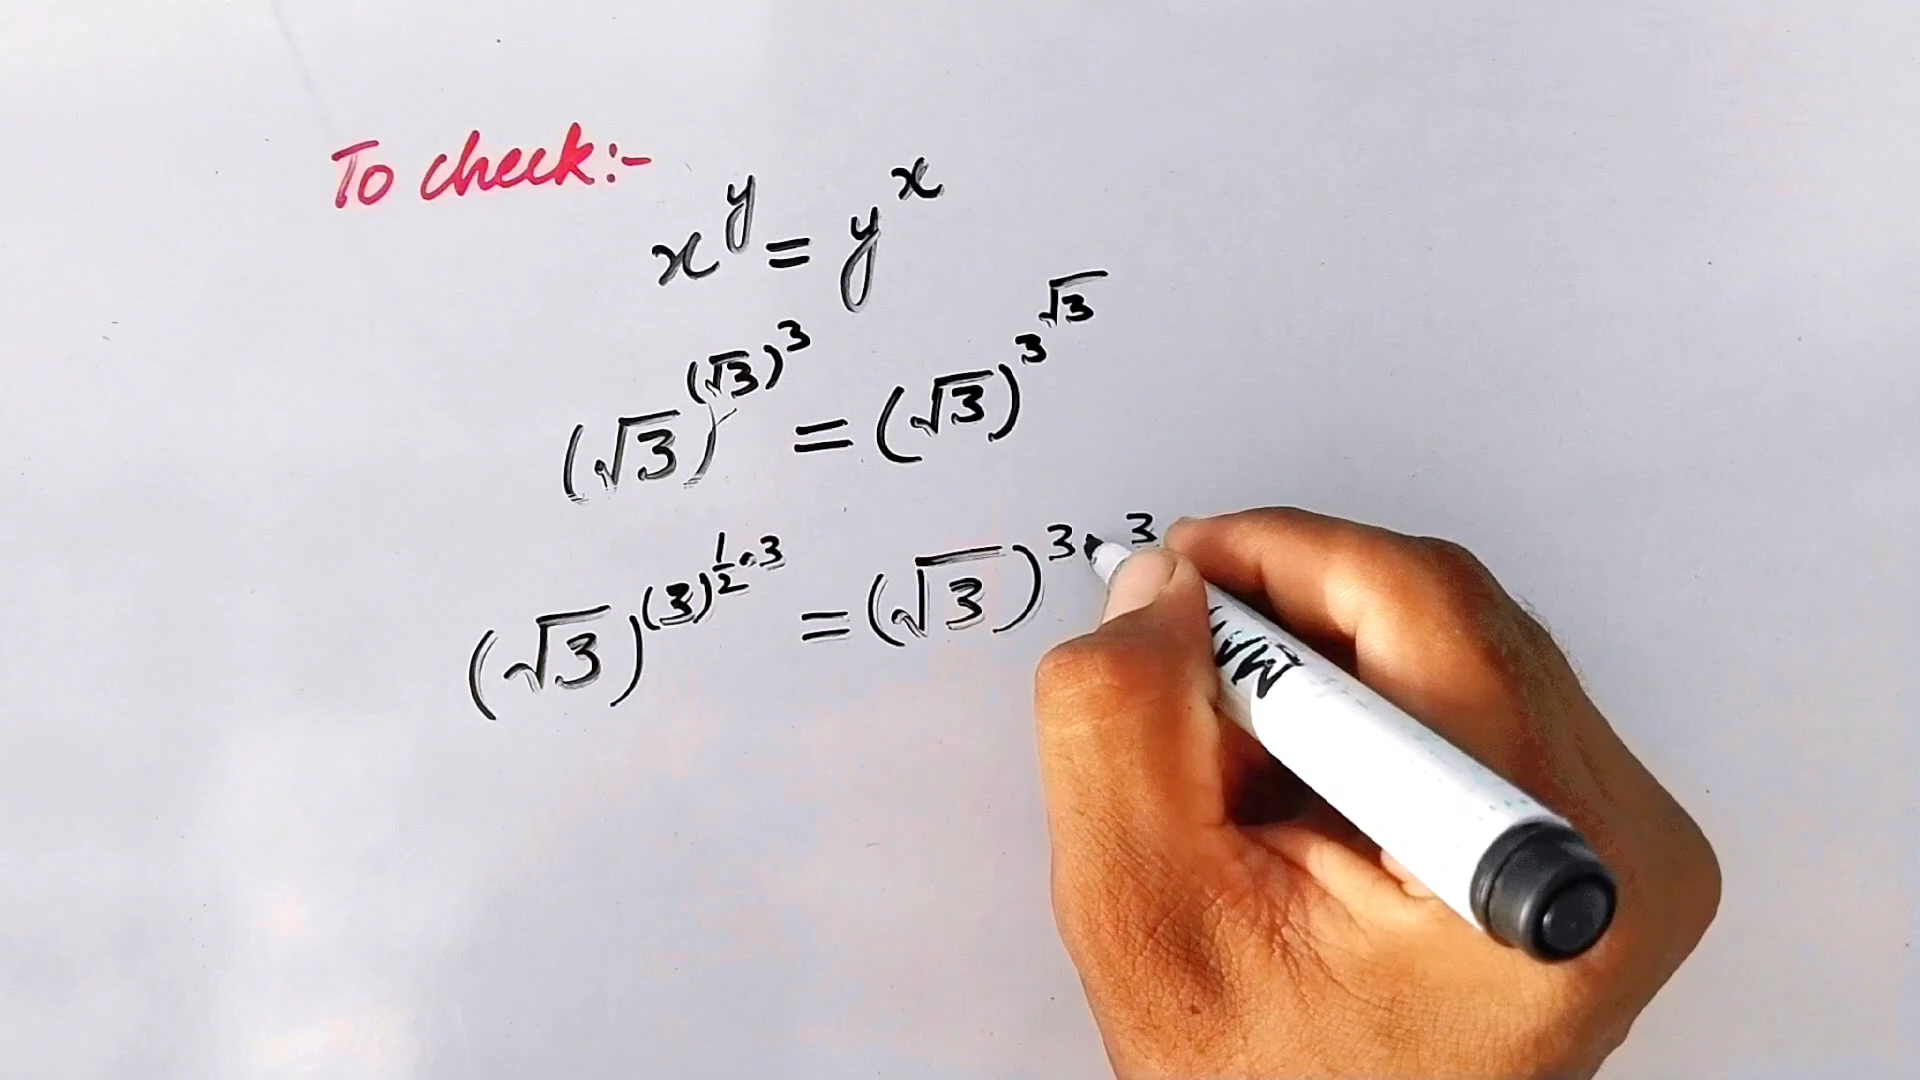 To check:-
x^y = y^x
(√3)^(√3)^3 = (√3)^3^√3
(√3)^(3)^1/2·3 = (√3)^3 3